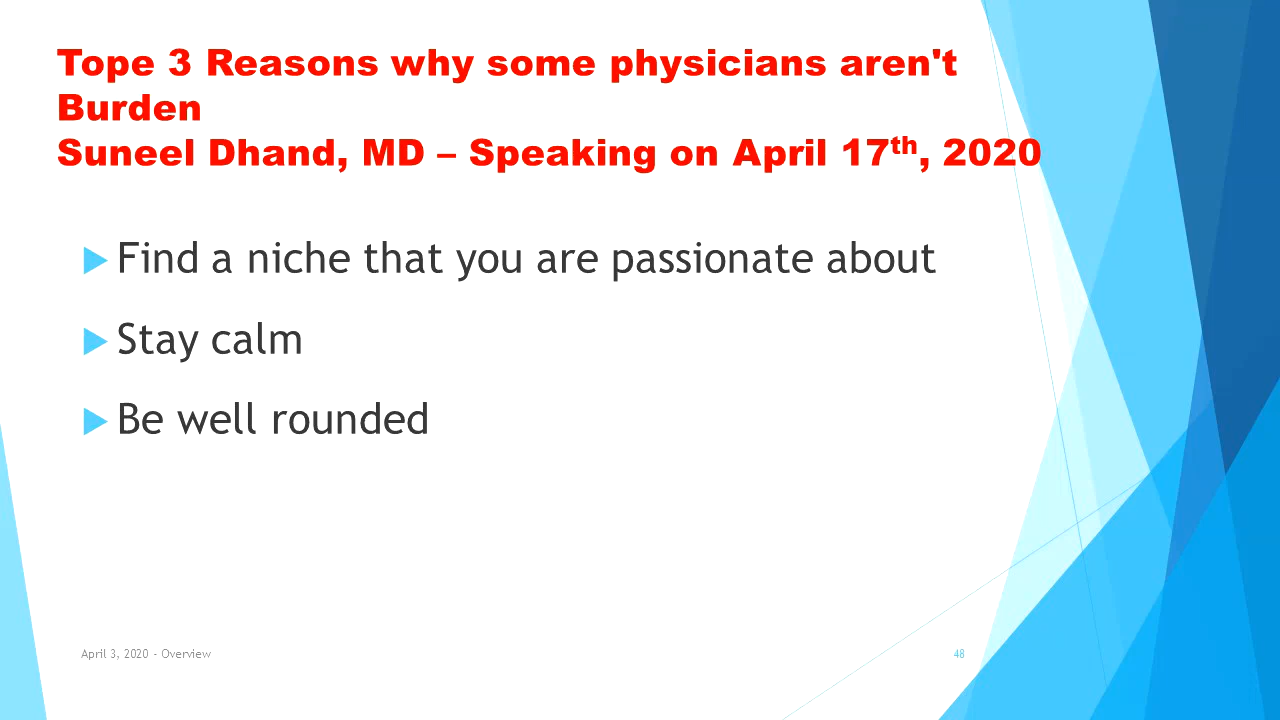 Tope 3 Reasons why some physicians aren't
Burden
Suneel Dhand, MD – Speaking on April 17th, 2020
Find a niche that you are passionate about
Stay calm
Be well rounded
April 3, 2020 - Overview
48